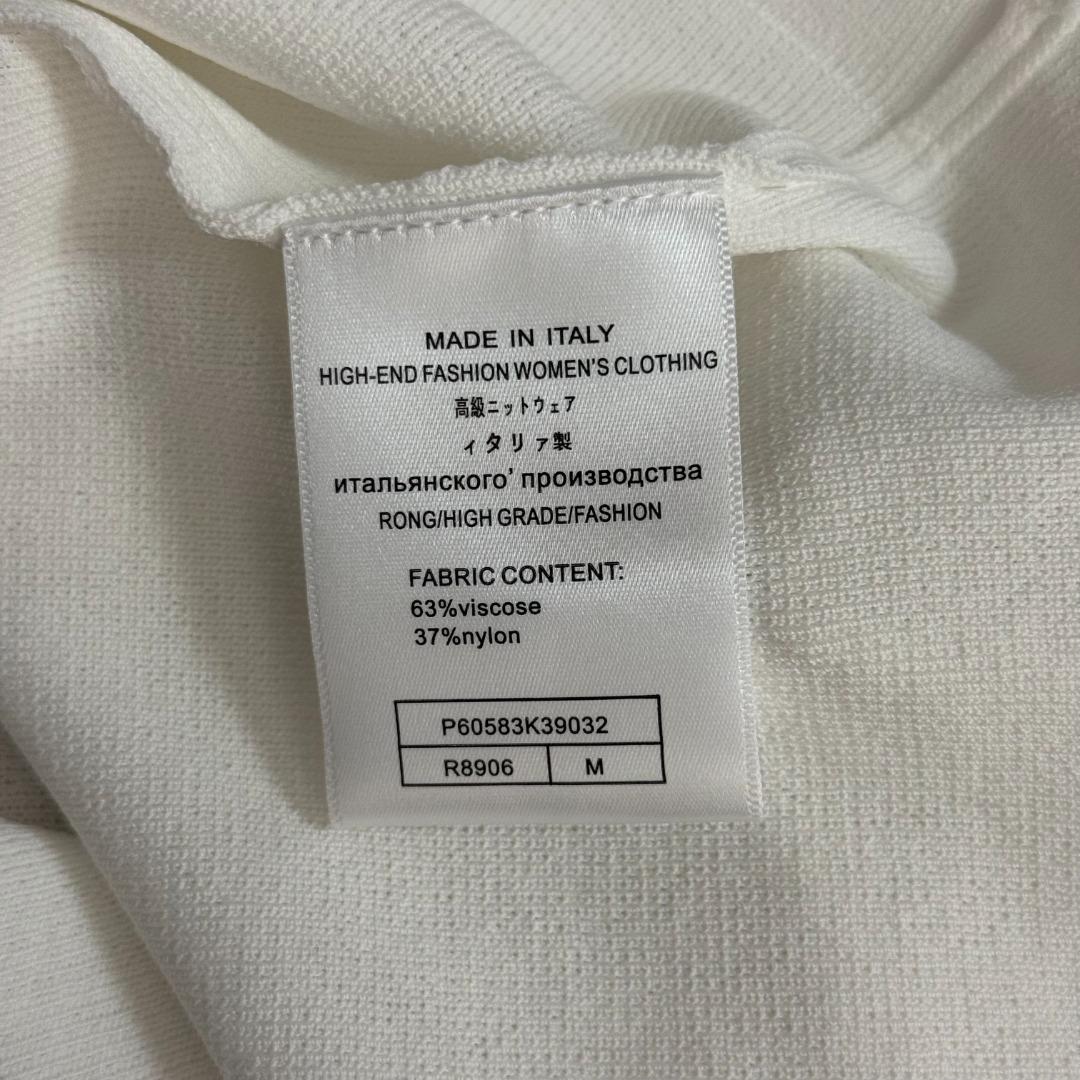 MADE IN ITALY
HIGH-END FASHION WOMEN'S CLOTHING
高級ニットウェア
ィタリァ製
итальянского’ производства
RONG/HIGH GRADE/FASHION
FABRIC CONTENT:
63%viscose
37%nylon
P60583K39032
R8906 M